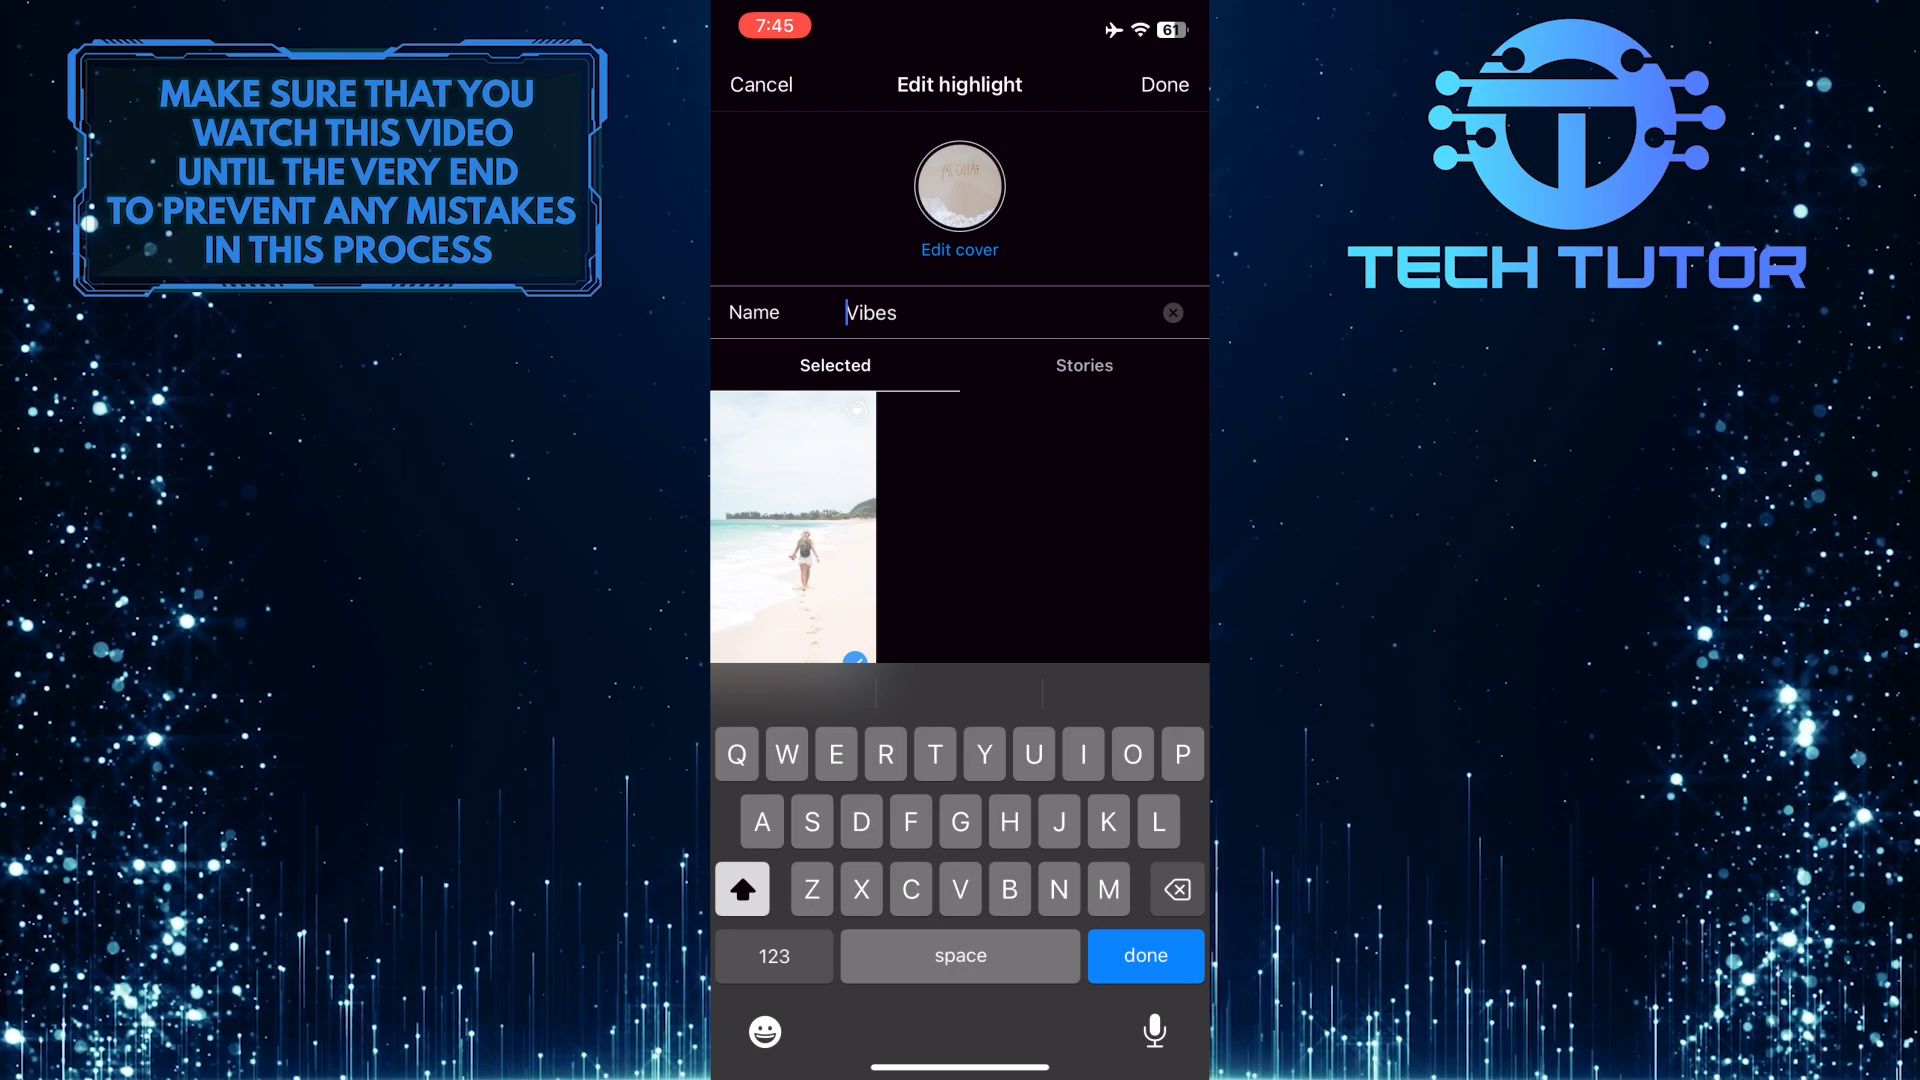 MAKE SURE THAT YOU
WATCH THIS VIDEO
UNTIL THE VERY END
TO PREVENT ANY MISTAKES
IN THIS PROCESS
7:45
61
Cancel
Edit highlight
Done
ALOHA!
Edit cover
Name
Vibes
Selected
Stories
Q W E R T Y U I O P
A S D F G H J K L
Z X C V B N M
123
space
done
TECH TUTOR